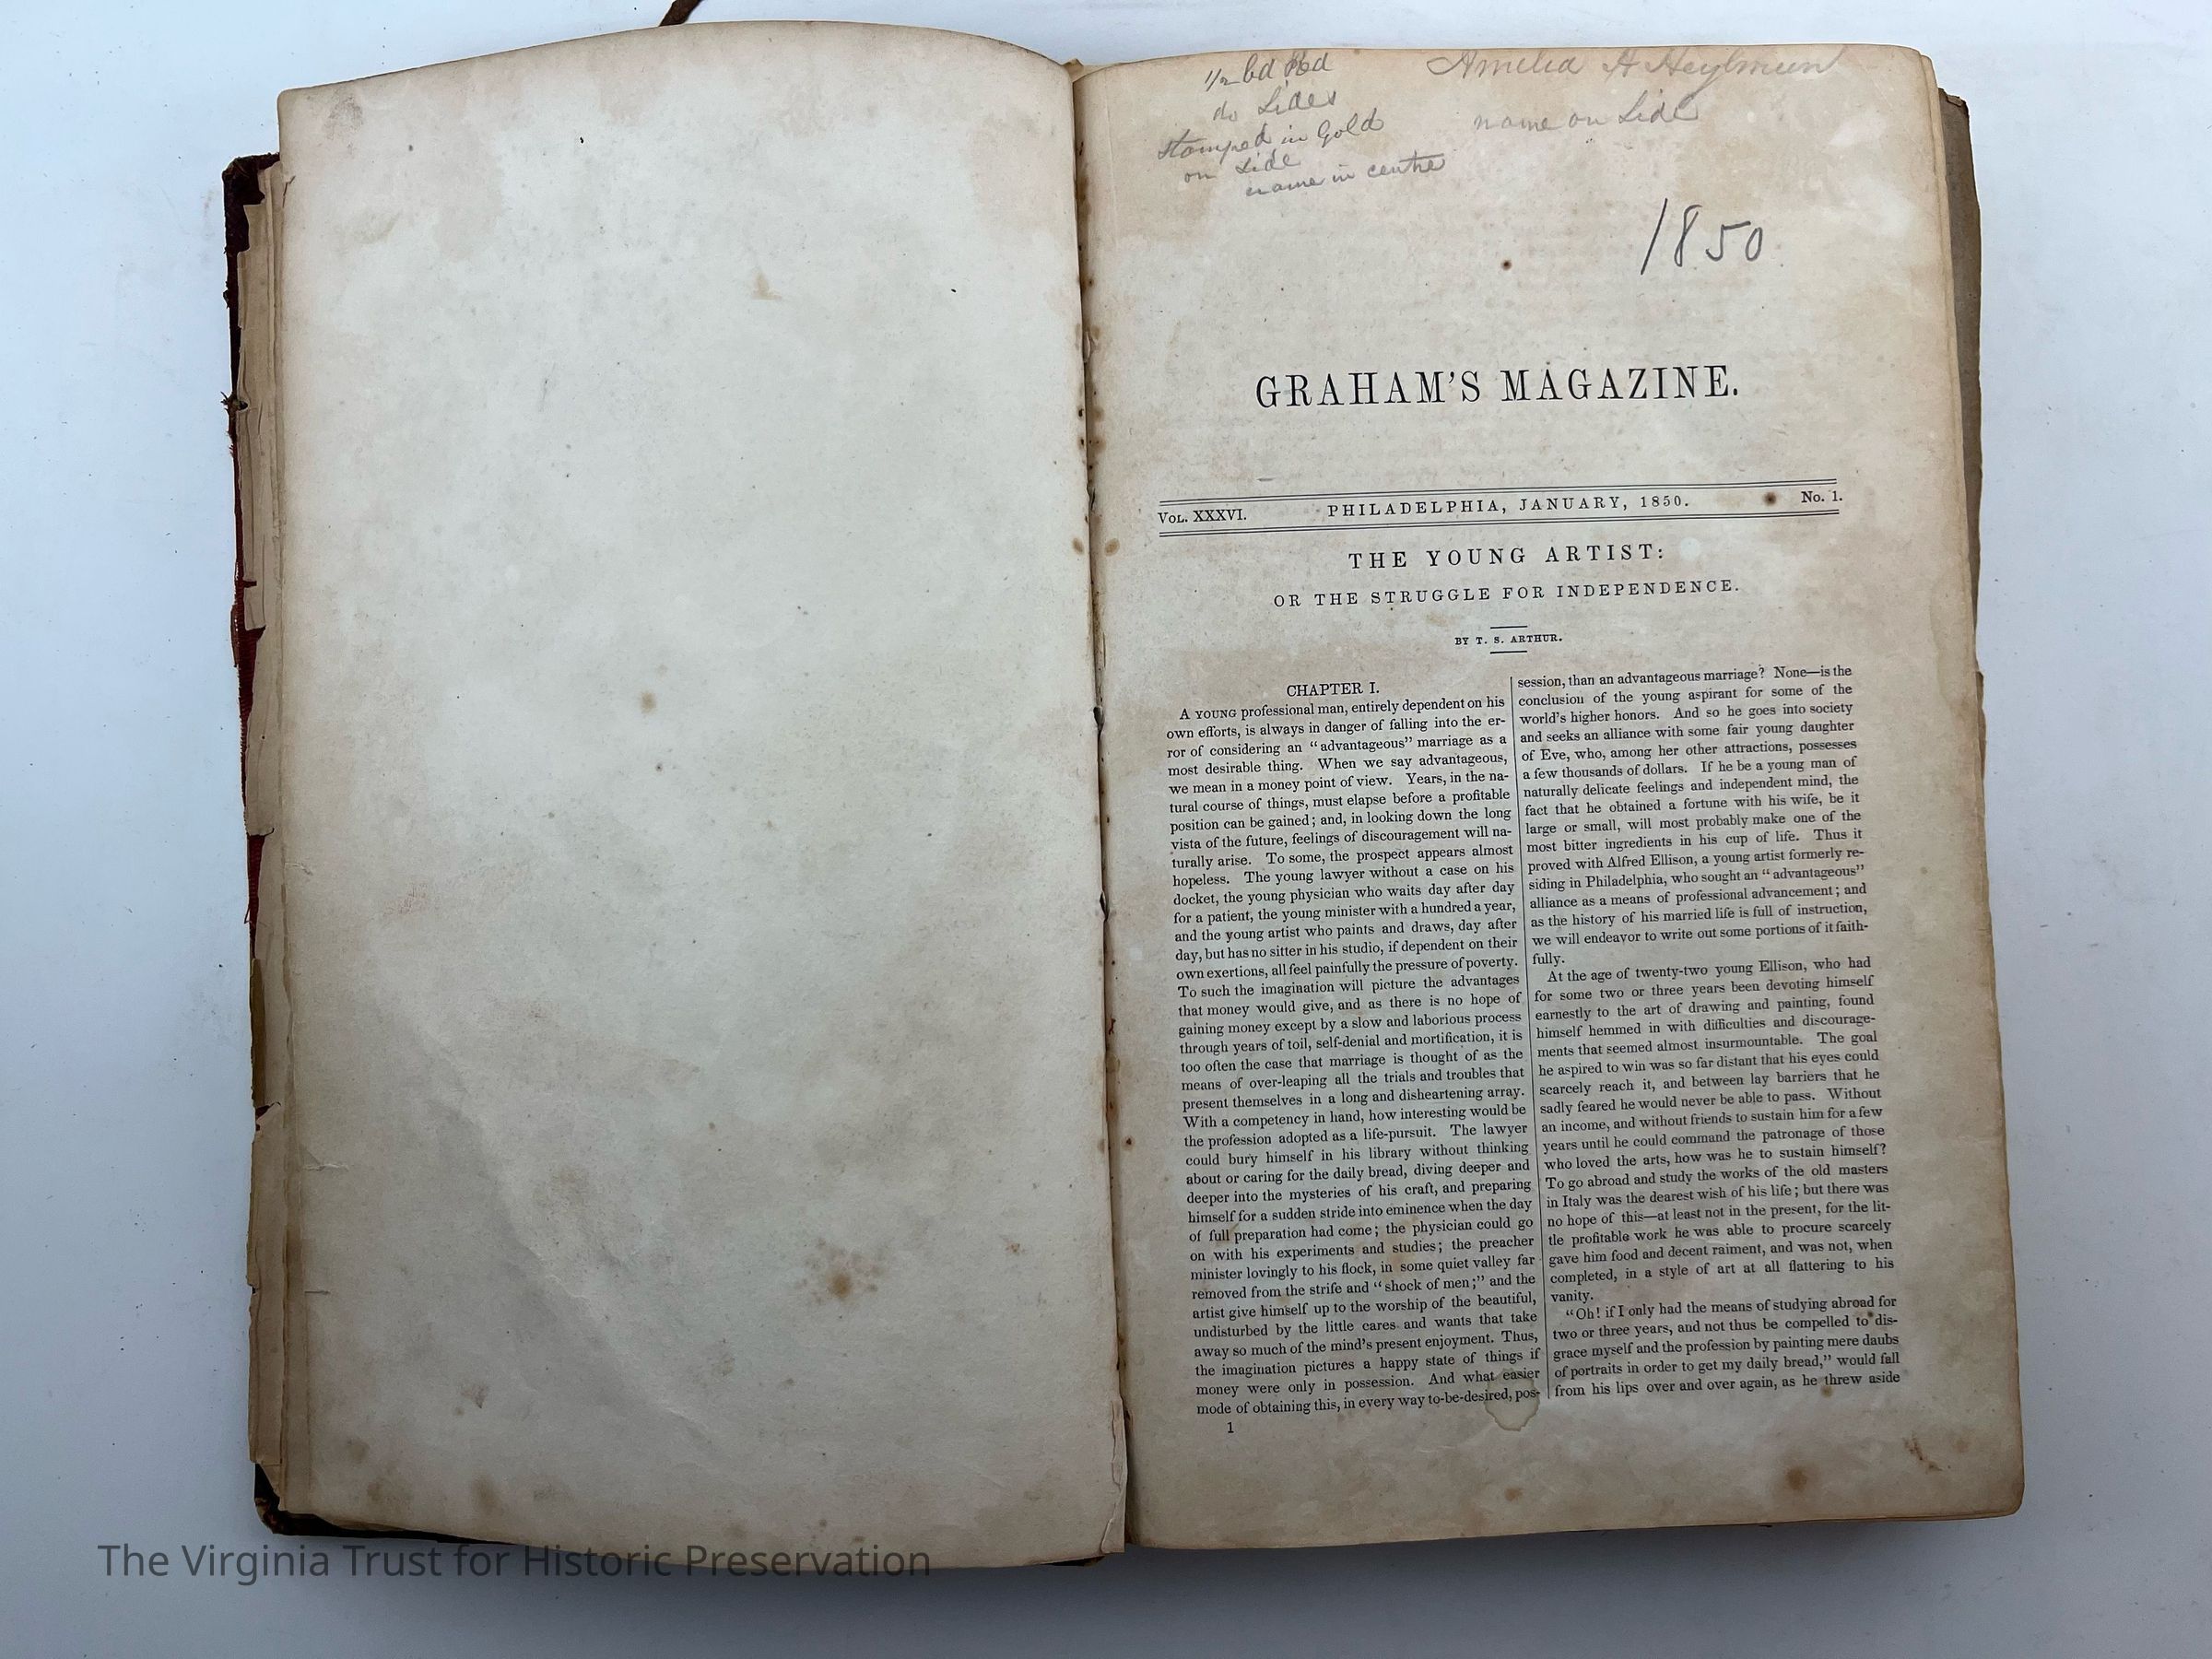 1/2 bd Red
do Sides
stamped in Gold
on Side
name in centre
Amelia H Heylmun
name on Side
1850
GRAHAM'S MAGAZINE.
VOL. XXXVI. PHILADELPHIA, JANUARY, 1850. No. 1.
THE YOUNG ARTIST:
OR THE STRUGGLE FOR INDEPENDENCE.
BY T. S. ARTHUR.
CHAPTER I.
A YOUNG professional man, entirely dependent on his
own efforts, is always in danger of falling into the er-
ror of considering an "advantageous" marriage as a
most desirable thing. When we say advantageous,
we mean in a money point of view. Years, in the na-
tural course of things, must elapse before a profitable
position can be gained; and, in looking down the long
vista of the future, feelings of discouragement will na-
turally arise. To some, the prospect appears almost
hopeless. The young lawyer without a case on his
docket, the young physician who waits day after day
for a patient, the young minister with a hundred a year,
and the young artist who paints and draws, day after
day, but has no sitter in his studio, if dependent on their
own exertions, all feel painfully the pressure of poverty.
To such the imagination will picture the advantages
that money would give, and as there is no hope of
gaining money except by a slow and laborious process
through years of toil, self-denial and mortification, it is
too often the case that marriage is thought of as the
means of over-leaping all the trials and troubles that
present themselves in a long and disheartening array.
With a competency in hand, how interesting would be
the profession adopted as a life-pursuit. The lawyer
could bury himself in his library without thinking
about or caring for the daily bread, diving deeper and
deeper into the mysteries of his craft, and preparing
himself for a sudden stride into eminence when the day
of full preparation had come; the physician could go
on with his experiments and studies; the preacher
minister lovingly to his flock, in some quiet valley far
removed from the strife and "shock of men;" and the
artist give himself up to the worship of the beautiful,
undisturbed by the little cares and wants that take
away so much of the mind's present enjoyment. Thus,
the imagination pictures a happy state of things if
money were only in possession. And what easier
mode of obtaining this, in every way to-be-desired, pos-
1
session, than an advantageous marriage? None—is the
conclusion of the young aspirant for some of the
world's higher honors. And so he goes into society
and seeks an alliance with some fair young daughter
of Eve, who, among her other attractions, possesses
a few thousands of dollars. If he be a young man of
naturally delicate feelings and independent mind, the
fact that he obtained a fortune with his wife, be it
large or small, will most probably make one of the
most bitter ingredients in his cup of life. Thus it
proved with Alfred Ellison, a young artist formerly re-
siding in Philadelphia, who sought an "advantageous"
alliance as a means of professional advancement; and
as the history of his married life is full of instruction,
we will endeavor to write out some portions of it faith-
fully.
At the age of twenty-two young Ellison, who had
for some two or three years been devoting himself
earnestly to the art of drawing and painting, found
himself hemmed in with difficulties and discourage-
ments that seemed almost insurmountable. The goal
he aspired to win was so far distant that his eyes could
scarcely reach it, and between lay barriers that he
sadly feared he would never be able to pass. Without
an income, and without friends to sustain him for a few
years until he could command the patronage of those
who loved the arts, how was he to sustain himself?
To go abroad and study the works of the old masters
in Italy was the dearest wish of his life; but there was
no hope of this—at least not in the present, for the lit-
tle profitable work he was able to procure scarcely
gave him food and decent raiment, and was not, when
completed, in a style of art at all flattering to his
vanity.
"Oh! if I only had the means of studying abroad for
two or three years, and not thus be compelled to dis-
grace myself and the profession by painting mere daubs
of portraits in order to get my daily bread," would fall
from his lips over and over again, as he threw aside
The Virginia Trust for Historic Preservation